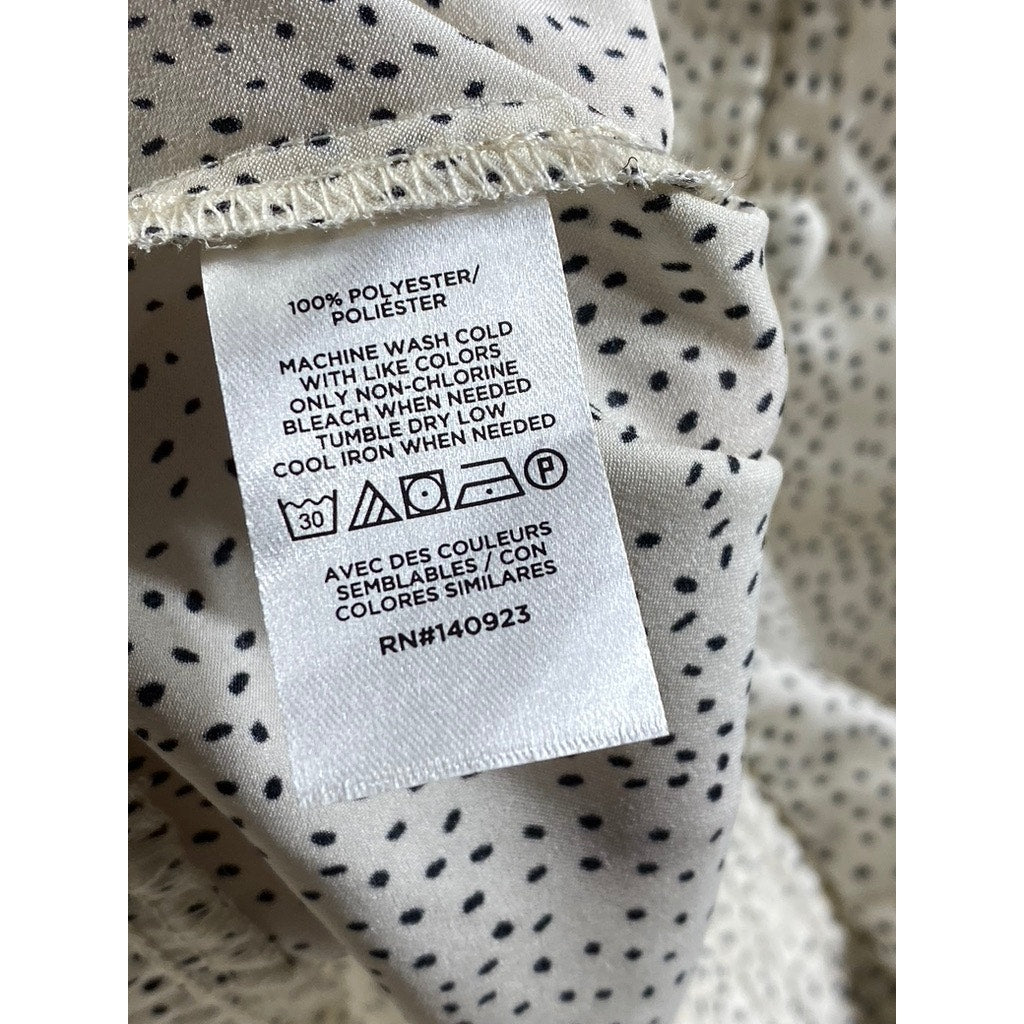 100% POLYESTER/
POLIÉSTER
MACHINE WASH COLD
WITH LIKE COLORS
ONLY NON-CHLORINE
BLEACH WHEN NEEDED
TUMBLE DRY LOW
COOL IRON WHEN NEEDED
30 P
AVEC DES COULEURS
SEMBLABLES / CON
COLORES SIMILARES
RN#140923